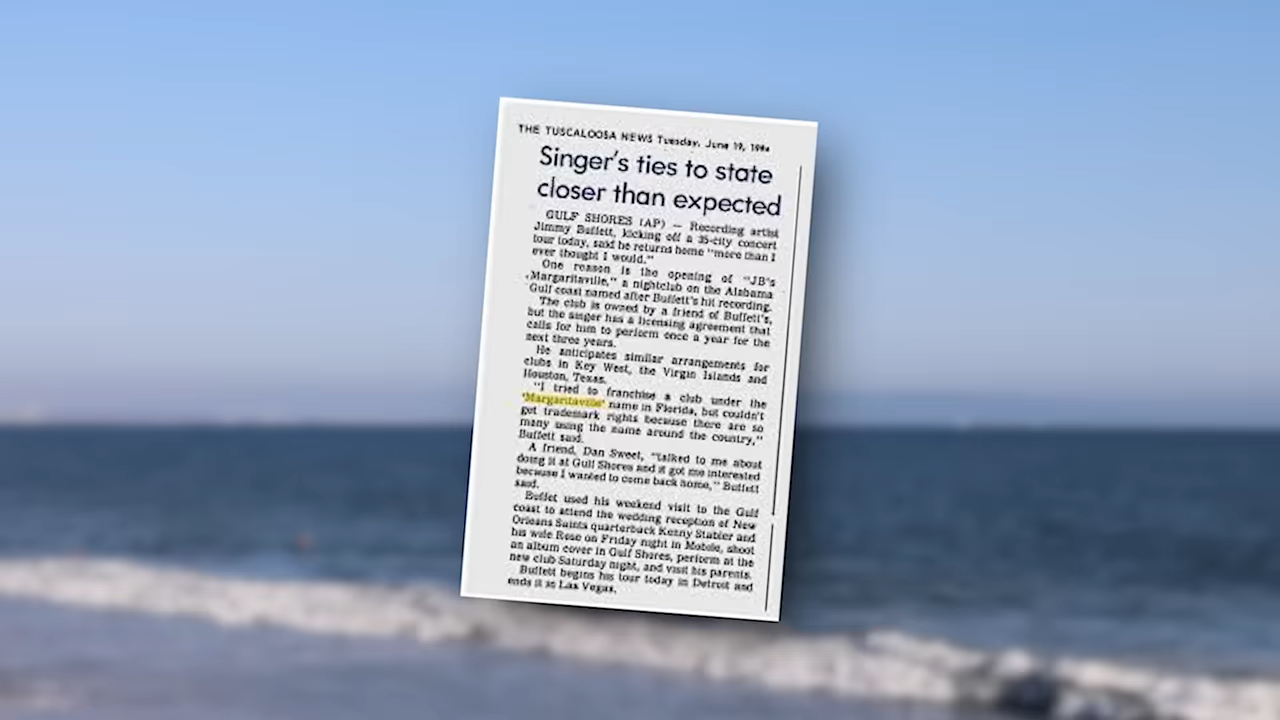 THE TUSCALOOSA NEWS Tuesday, June 19, 1984
Singer's ties to state
closer than expected
GULF SHORES (AP) — Recording artist
Jimmy Buffett, kicking off a 35-city concert
tour today, said he returns home "more than I
ever thought I would."
One reason is the opening of "JB's
Margaritaville," a nightclub on the Alabama
Gulf coast named after Buffett's hit recording.
The club is owned by a friend of Buffett's,
but the singer has a licensing agreement that
calls for him to perform once a year for the
next three years.
He anticipates similar arrangements for
clubs in Key West, the Virgin Islands and
Houston, Texas.
"I tried to franchise a club under the
'Margaritaville' name in Florida, but couldn't
get trademark rights because there are so
many using the name around the country,"
Buffett said.
A friend, Dan Sweet, "talked to me about
doing it at Gulf Shores and it got me interested
because I wanted to come back home," Buffett
said.
Buffet used his weekend visit to the Gulf
coast to attend the wedding reception of New
Orleans Saints quarterback Kenny Stabler and
his wife Rose on Friday night in Mobile, shoot
an album cover in Gulf Shores, perform at the
new club Saturday night, and visit his parents.
Buffett begins his tour today in Detroit and
ends it in Las Vegas.